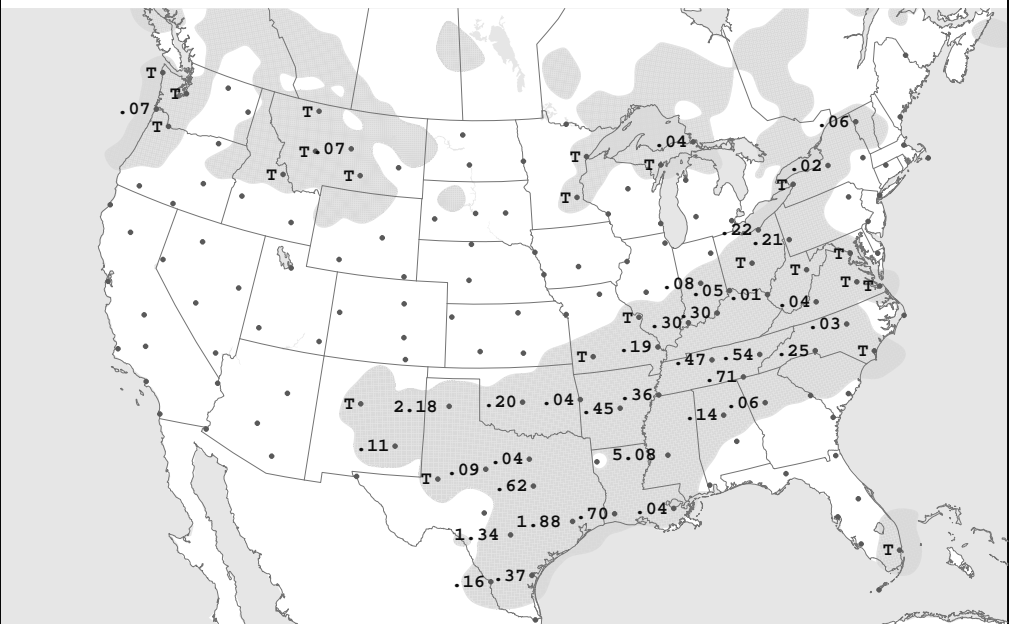 T
T
.07
T
T
T .07
T
T
.06
.04
T
T
.02
T
T
.22
.21
T
T
T
T
T
.08
.05
.01
.04
T
.30
.30
.03
.19
T
.47
.54
.25
T
.71
T
2.18
.20
.04
.45
.36
.14
.06
.11
5.08
.09
.04
T
.62
1.88
.70
.04
1.34
T
.16
.37